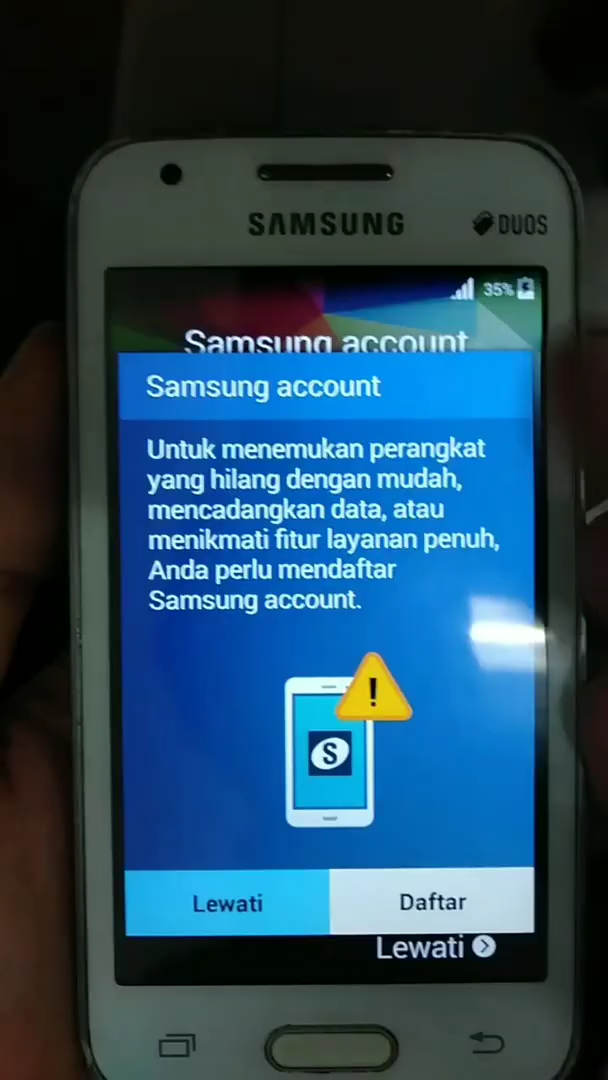 SAMSUNG DUOS
35%
Samsung account
Samsung account
Untuk menemukan perangkat
yang hilang dengan mudah,
mencadangkan data, atau
menikmati fitur layanan penuh,
Anda perlu mendaftar
Samsung account.
!
S
Lewati Daftar
Lewati